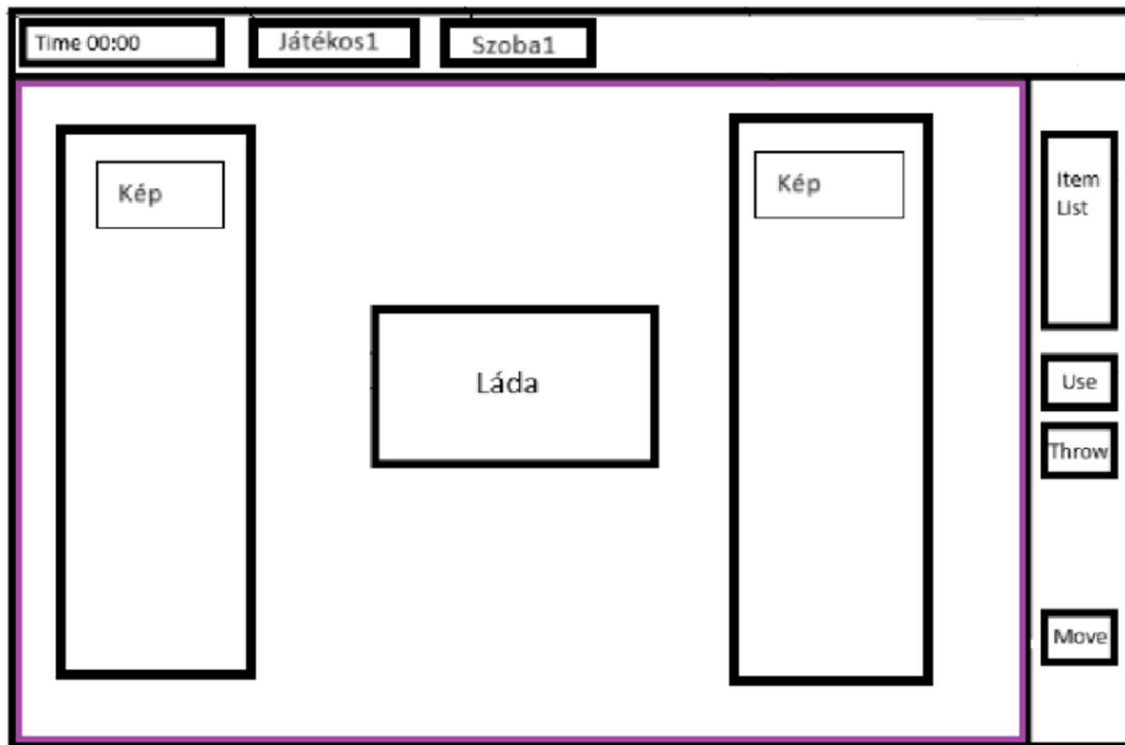 Time 00:00
Játékos1
Szoba1
Kép
Kép
Láda
Item
List
Use
Throw
Move